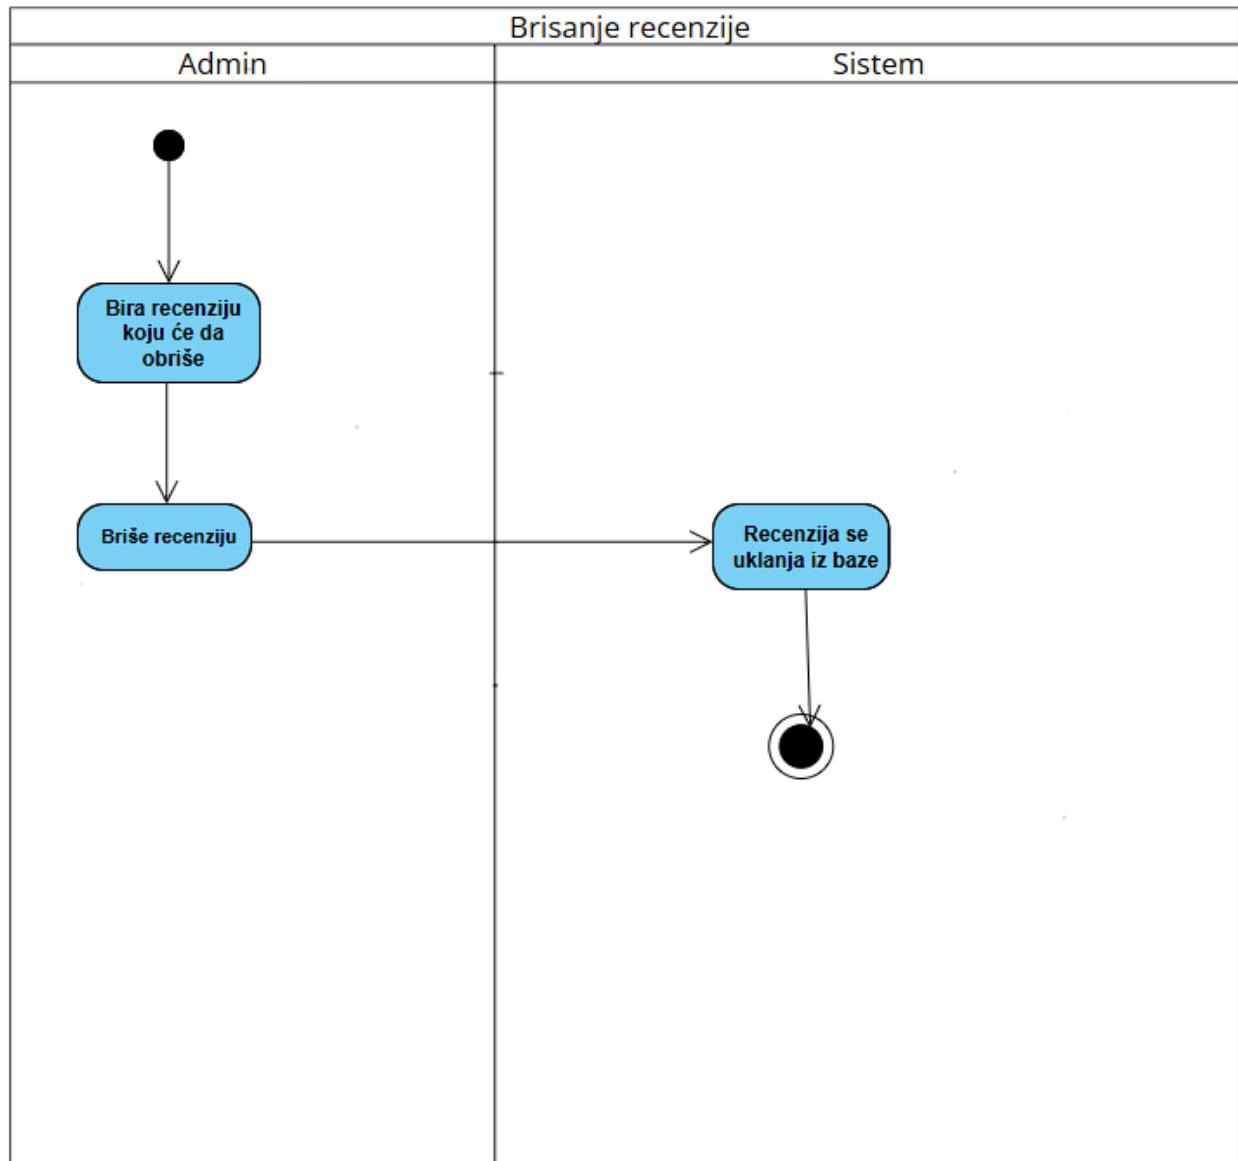 Brisanje recenzije
Admin
Sistem
Bira recenziju
koju će da
obriše
Briše recenziju
Recenzija se
uklanja iz baze